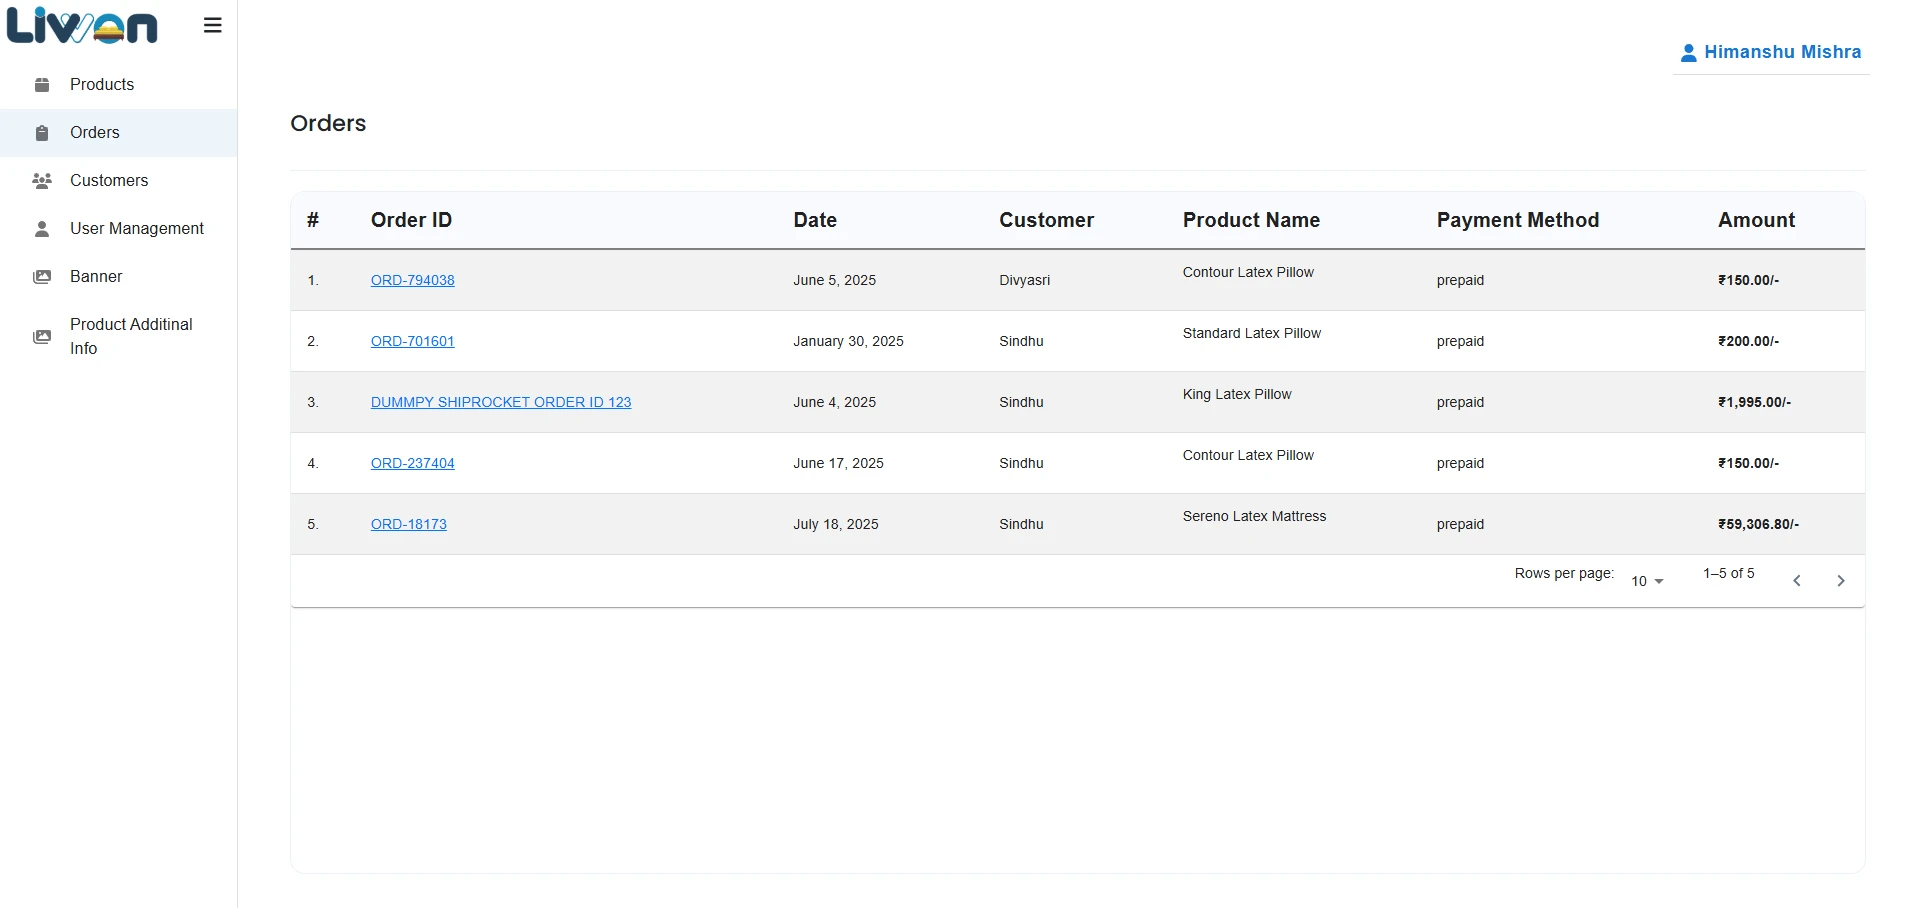 Liwon
Himanshu Mishra
Products
Orders
Customers
User Management
Banner
Product Additinal
Info
Orders
# Order ID Date Customer Product Name Payment Method Amount
1. ORD-794038 June 5, 2025 Divyasri Contour Latex Pillow prepaid ₹150.00/-
2. ORD-701601 January 30, 2025 Sindhu Standard Latex Pillow prepaid ₹200.00/-
3. DUMMPY SHIPROCKET ORDER ID 123 June 4, 2025 Sindhu King Latex Pillow prepaid ₹1,995.00/-
4. ORD-237404 June 17, 2025 Sindhu Contour Latex Pillow prepaid ₹150.00/-
5. ORD-18173 July 18, 2025 Sindhu Sereno Latex Mattress prepaid ₹59,306.80/-
Rows per page: 10 1–5 of 5